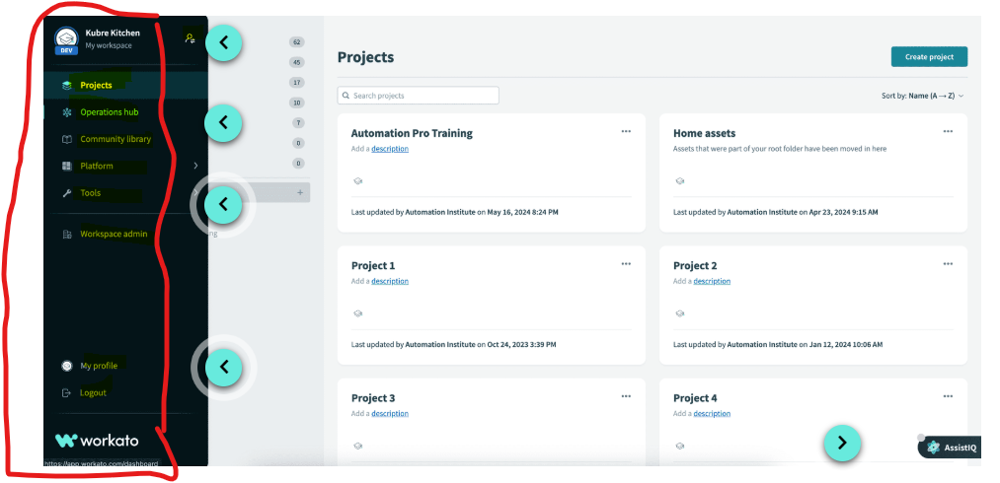 Kubre Kitchen
My workspace
DEV
Projects
Operations hub
Community library
Platform
Tools
Workspace admin
My profile
Logout
workato
https://app.workato.com/dashboard
62
45
17
10
7
0
0
+
ng
Projects
Create project
Search projects
Sort by: Name (A → Z)
Automation Pro Training
Add a description
Last updated by Automation Institute on May 16, 2024 8:24 PM
Home assets
Assets that were part of your root folder have been moved in here
Last updated by Automation Institute on Apr 23, 2024 9:15 AM
Project 1
Add a description
Last updated by Automation Institute on Oct 24, 2023 3:39 PM
Project 2
Add a description
Last updated by Automation Institute on Jan 12, 2024 10:06 AM
Project 3
Add a description
Project 4
Add a description
AssistIQ